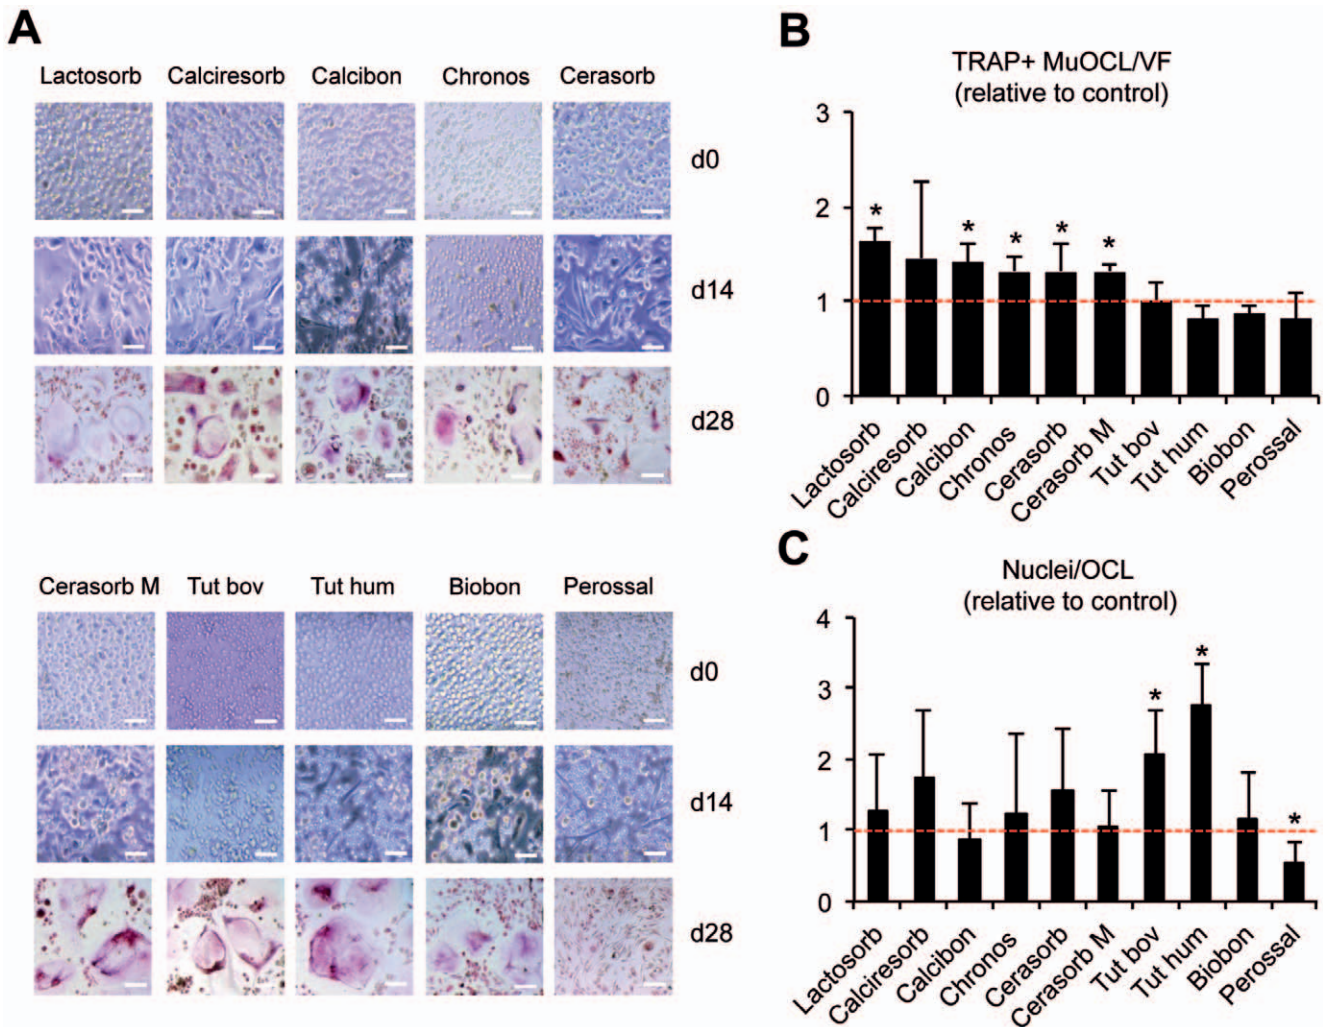 A
Lactosorb Calciresorb Calcibon Chronos Cerasorb
d0
d14
d28
Cerasorb M Tut bov Tut hum Biobon Perossal
d0
d14
d28
B
TRAP+ MuOCL/VF
(relative to control)
3
2
1
0
* * * * *
Lactosorb Calciresorb Calcibon Chronos Cerasorb Cerasorb M Tut bov Tut hum Biobon Perossal
C
Nuclei/OCL
(relative to control)
4
3
2
1
0
* * *
Lactosorb Calciresorb Calcibon Chronos Cerasorb Cerasorb M Tut bov Tut hum Biobon Perossal